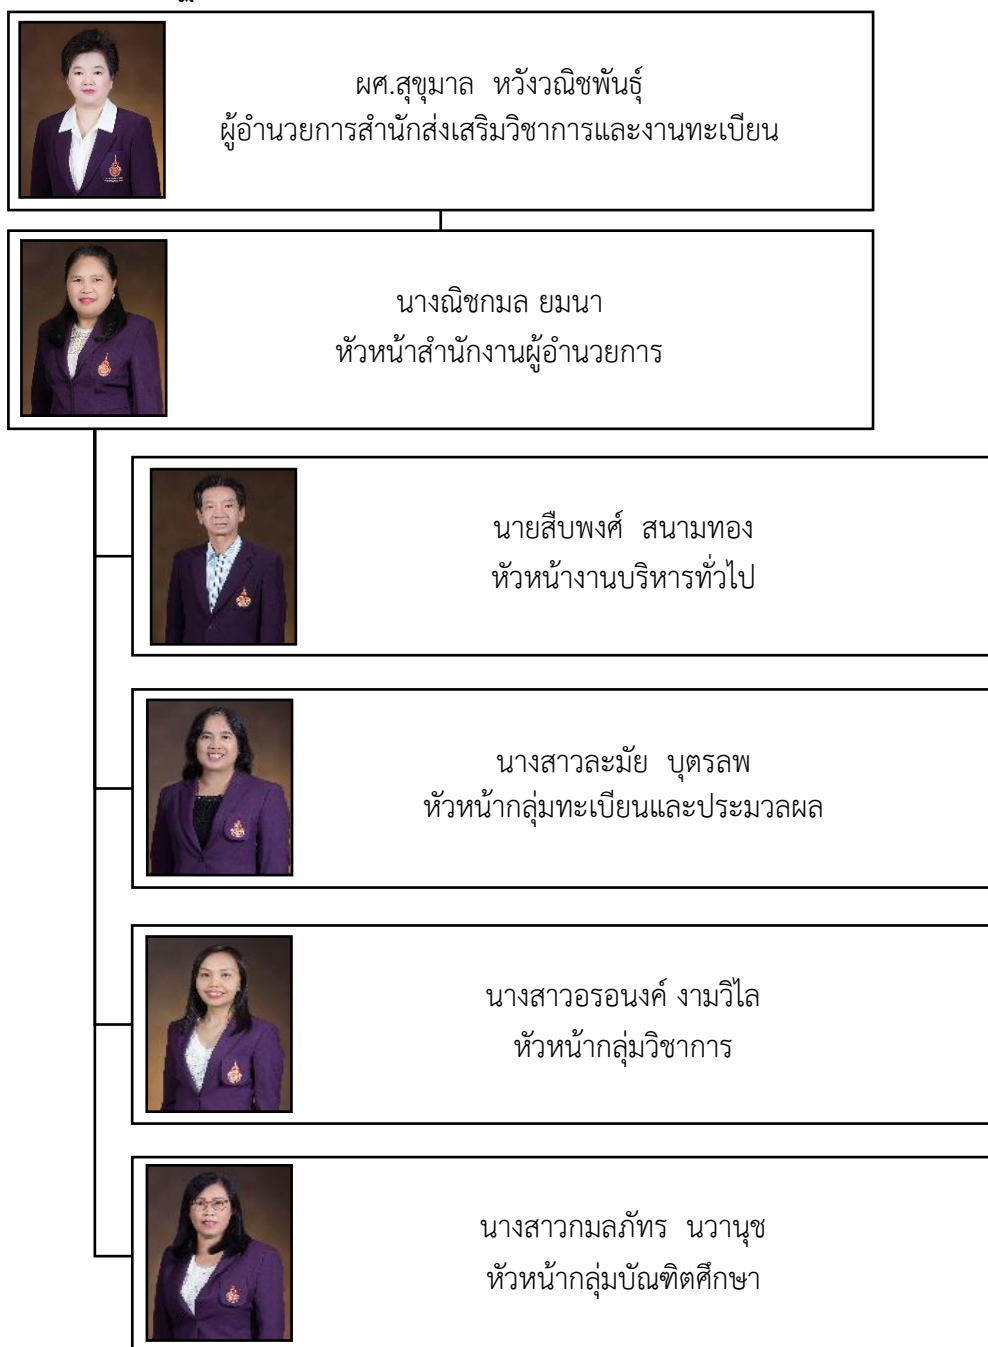 ผศ.สุขุมาล หวังวณิชพันธุ์
ผู้อำนวยการสำนักส่งเสริมวิชาการและงานทะเบียน
นางณิชกมล ยมนา
หัวหน้าสำนักงานผู้อำนวยการ
นายสืบพงศ์ สนามทอง
หัวหน้างานบริหารทั่วไป
นางสาวละมัย บุตรลพ
หัวหน้ากลุ่มทะเบียนและประมวลผล
นางสาวอรอนงค์ งามวิไล
หัวหน้ากลุ่มวิชาการ
นางสาวกมลภัทร นวานุช
หัวหน้ากลุ่มบัณฑิตศึกษา